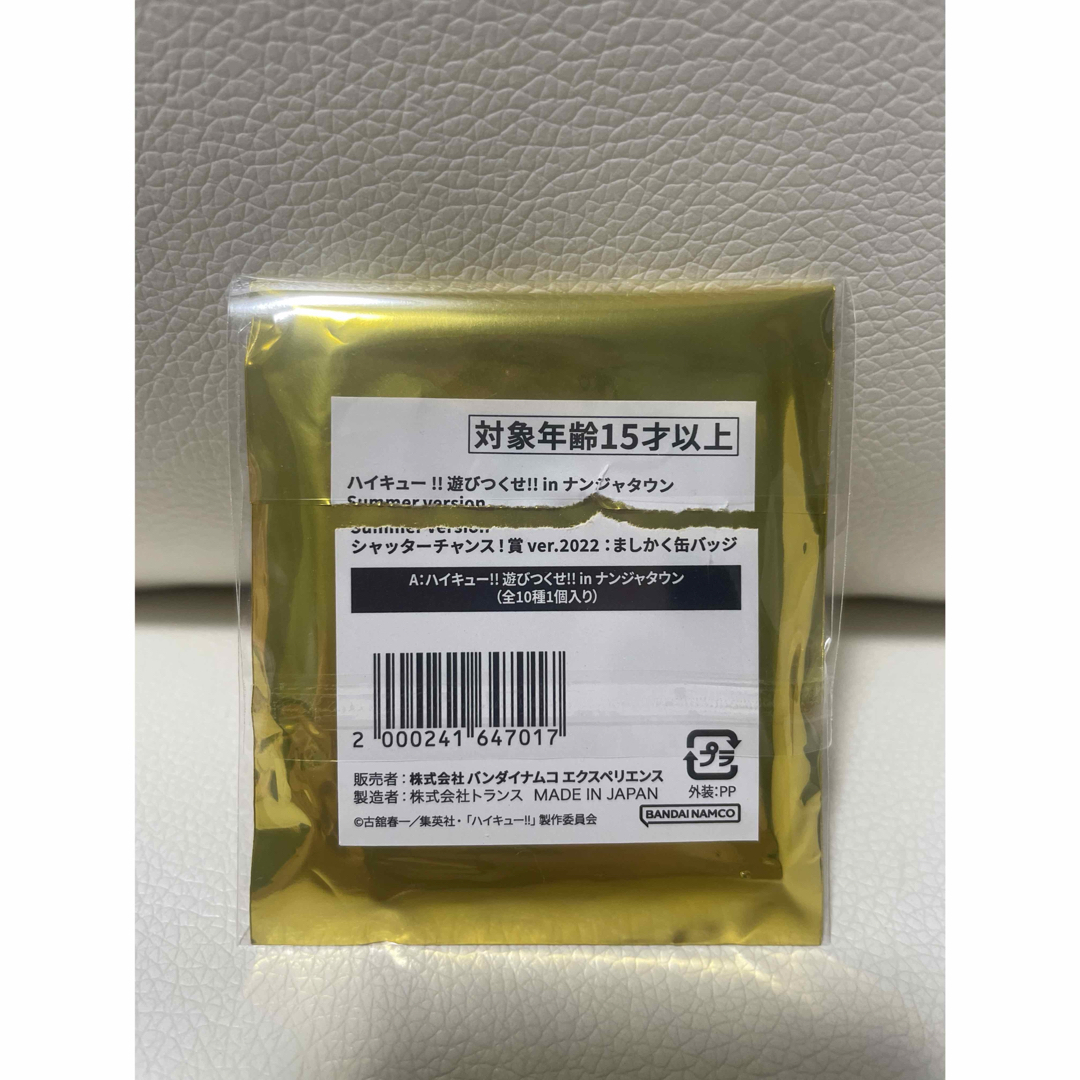 対象年齢15才以上
ハイキュー!! 遊びつくせ!! in ナンジャタウン
Summer version
シャッターチャンス!賞 ver.2022:ましかく缶バッジ
A:ハイキュー!! 遊びつくせ!! in ナンジャタウン
(全10種1個入り)
2 000241 647017
プラ
外装:PP
販売者:株式会社 バンダイナムコ エクスペリエンス
製造者:株式会社トランス MADE IN JAPAN
BANDAI NAMCO
©古舘春一/集英社・「ハイキュー!!」製作委員会